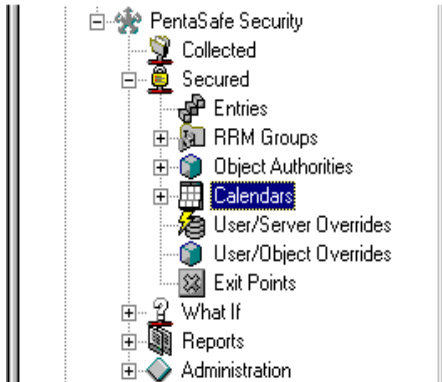 PentaSafe Security
Collected
Secured
Entries
RRM Groups
Object Authorities
Calendars
User/Server Overrides
User/Object Overrides
Exit Points
What If
Reports
Administration